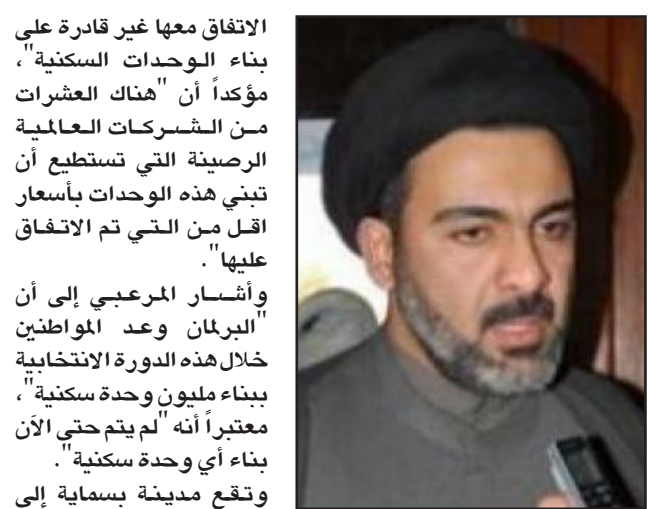 الاتفاق معها غير قادرة على
بناء الوحدات السكنية"،
مؤكداً أن "هناك العشرات
من الشركات العالمية
الرصينة التي تستطيع أن
تبني هذه الوحدات بأسعار
اقل من التي تم الاتفاق
عليها".
وأشار المرعبي إلى أن
"البرلمان وعد المواطنين
خلال هذه الدورة الانتخابية
ببناء مليون وحدة سكنية"،
معتبراً أنه "لم يتم حتى الآن
بناء أي وحدة سكنية".
وتقع مدينة بسماية إلى